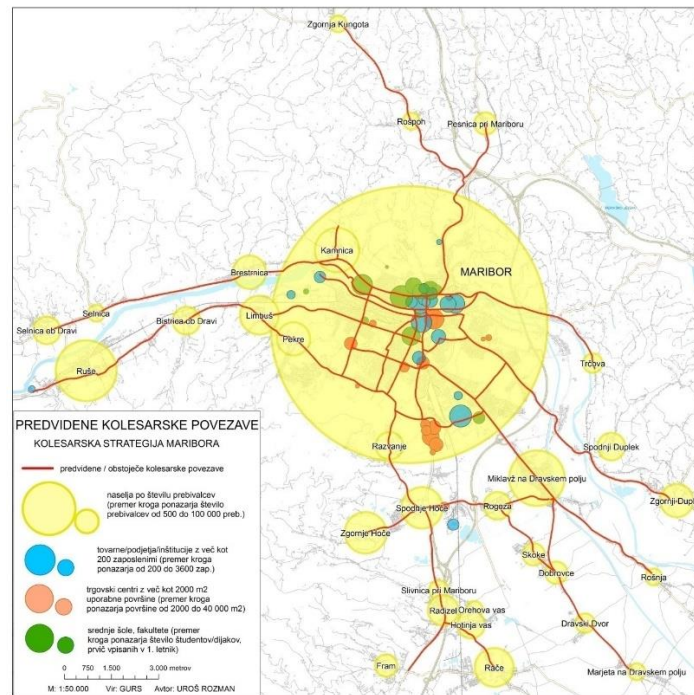 Zgornja Kungota
Rošpoh
Pesnica pri Mariboru
MARIBOR
Kamnica
Brestrnica
Selnica
Selnica ob Dravi
Bistrica ob Dravi
Limbuš
Pekre
Ruše
Trčova
Razvanje
Spodnji Duplek
Miklavž na Dravskem polju
Zgornji Duplek
Spodnje Hoče
Rogoza
Zgornje Hoče
Skoke
Dobrovce
Rošnja
Slivnica pri Mariboru
Radizel
Orehova vas
Hotinja vas
Dravski Dvor
Fram
Rače
Marjeta na Dravskem polju
PREDVIDENE KOLESARSKE POVEZAVE
KOLESARSKA STRATEGIJA MARIBORA
predvidene / obstoječe kolesarske povezave
naselja po številu prebivalcev
(premer kroga ponazarja število
prebivalcev od 500 do 100 000 preb.)
tovarne/podjetja/institucije z več kot
200 zaposlenimi (premer kroga
ponazarja od 200 do 3600 zap.)
trgovski centri z več kot 2000 m2
uporabne površine (premer kroga
ponazarja površine od 2000 do 40 000 m2)
srednje šole, fakultete (premer
kroga ponazarja število študentov/dijakov,
prvič vpisanih v 1. letnik)
0 750 1.500 3.000 metrov
M: 1:50.000 Vir: GURS Avtor: UROŠ ROZMAN